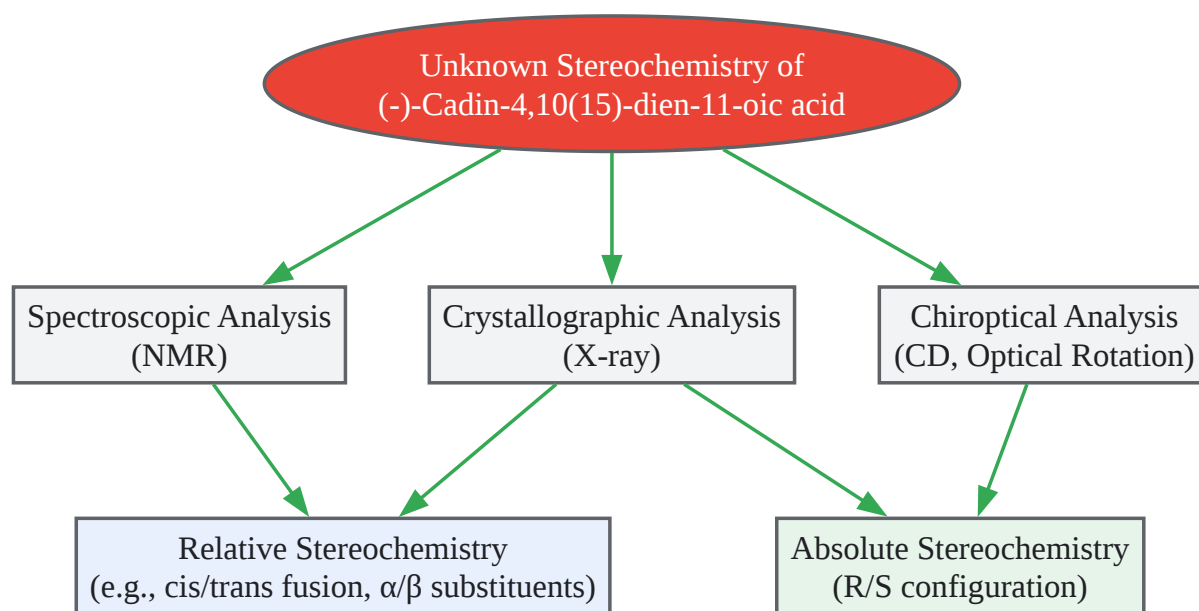 Unknown Stereochemistry of
(-)-Cadin-4,10(15)-dien-11-oic acid
Spectroscopic Analysis
(NMR)
Crystallographic Analysis
(X-ray)
Chiroptical Analysis
(CD, Optical Rotation)
Relative Stereochemistry
(e.g., cis/trans fusion, α/β substituents)
Absolute Stereochemistry
(R/S configuration)